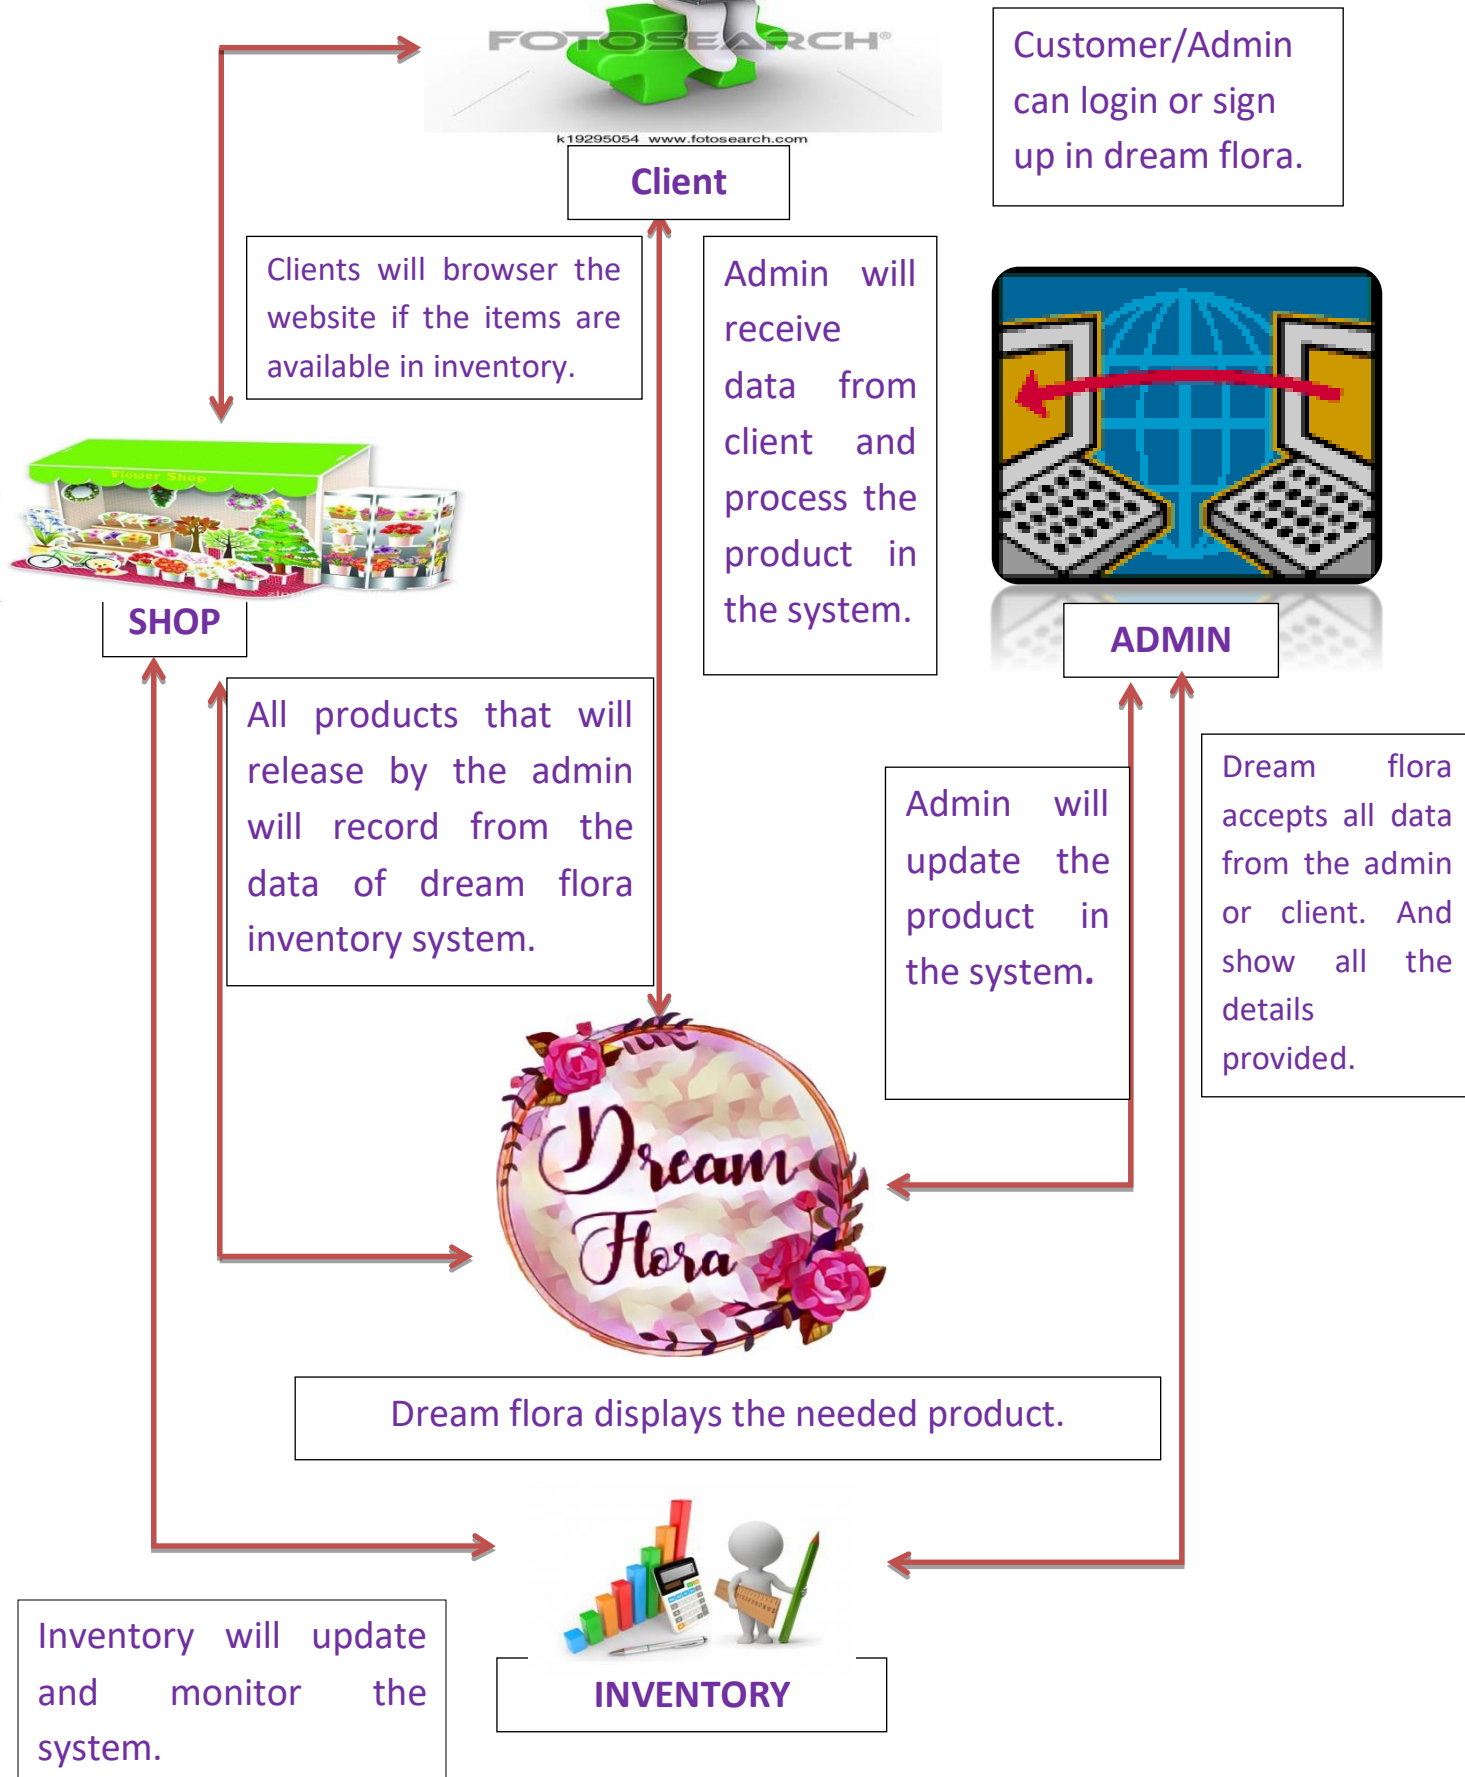 FOTOSEARCH®
k19295054 www.fotosearch.com
Client
Customer/Admin
can login or sign
up in dream flora.
Clients will browser the
website if the items are
available in inventory.
Admin will
receive
data from
client and
process the
product in
the system.
Flower Shop
SHOP
ADMIN
All products that will
release by the admin
will record from the
data of dream flora
inventory system.
Admin will
update the
product in
the system.
Dream flora
accepts all data
from the admin
or client. And
show all the
details
provided.
Dream
Flora
Dream flora displays the needed product.
INVENTORY
Inventory will update
and monitor the
system.